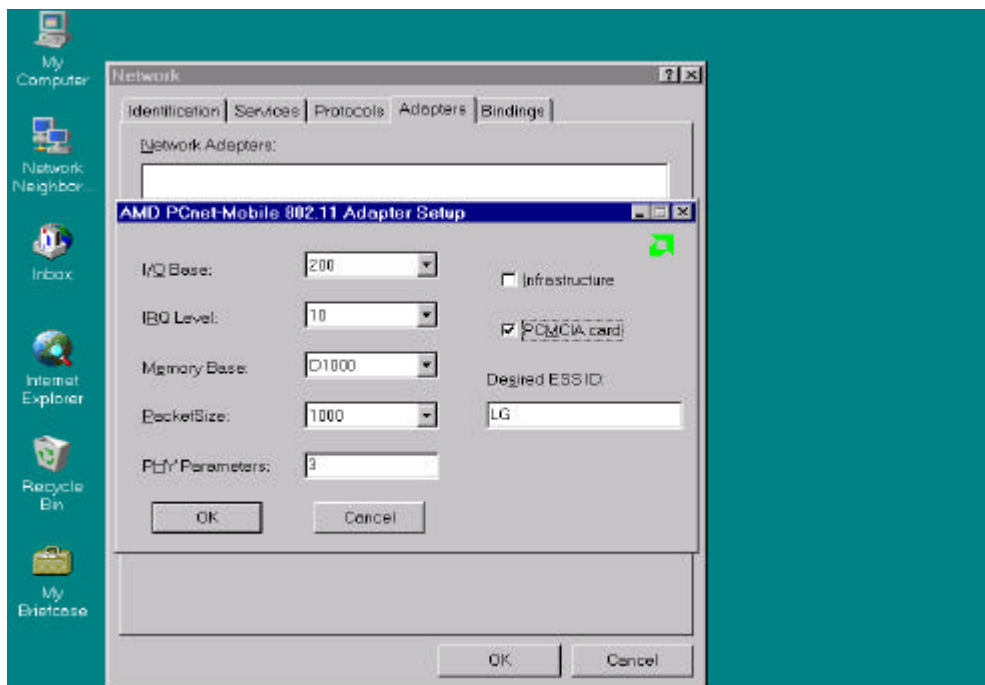 My
Computer
Network
Neighbor...
Inbox
Internet
Explorer
Recycle
Bin
My
Briefcase
Network
Identification
Services
Protocols
Adapters
Bindings
Network Adapters:
AMD PCnet-Mobile 802.11 Adapter Setup
I/O Base:
200
Infrastructure
IRQ Level:
10
PCMCIA card
Memory Base:
D1000
Desired ESSID:
PacketSize:
1000
LG
PHY Parameters:
3
OK
Cancel
OK
Cancel